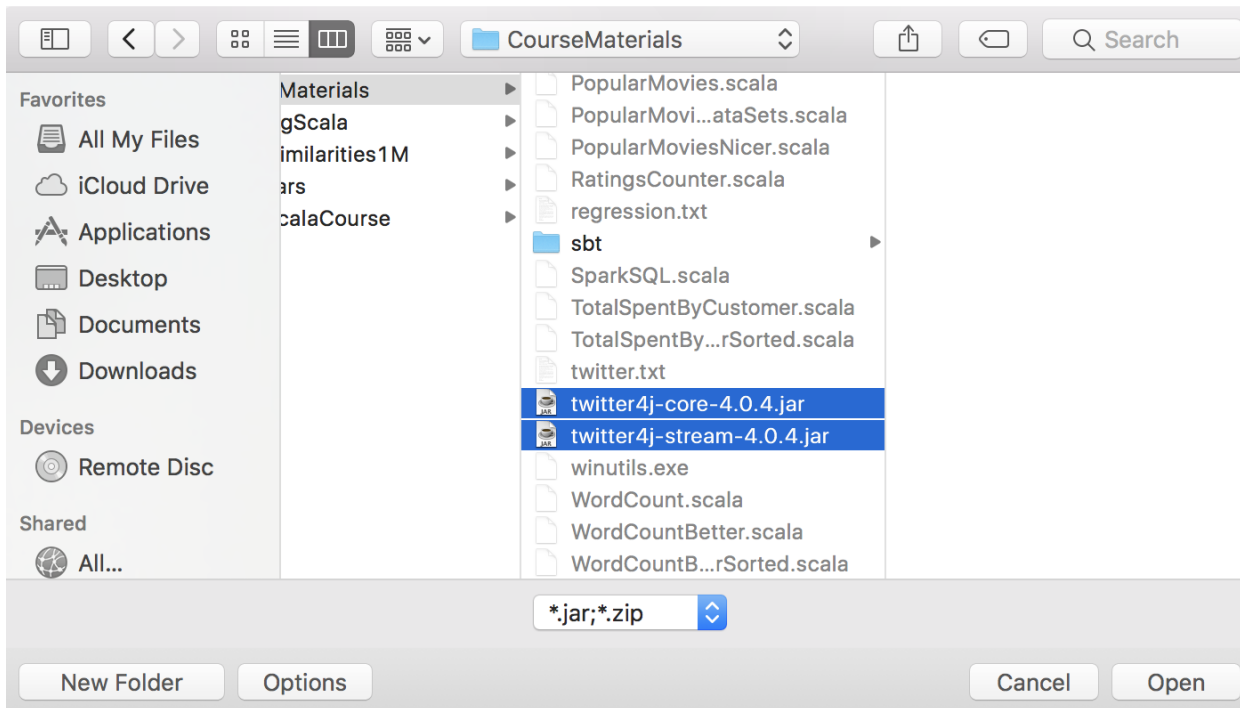 CourseMaterials
Search
Favorites
All My Files
iCloud Drive
Applications
Desktop
Documents
Downloads
Devices
Remote Disc
Shared
All...
Materials
gScala
imilarities1M
ars
calaCourse
PopularMovies.scala
PopularMovi...ataSets.scala
PopularMoviesNicer.scala
RatingsCounter.scala
regression.txt
sbt
SparkSQL.scala
TotalSpentByCustomer.scala
TotalSpentBy...rSorted.scala
twitter.txt
JAR twitter4j-core-4.0.4.jar
JAR twitter4j-stream-4.0.4.jar
winutils.exe
WordCount.scala
WordCountBetter.scala
WordCountB...rSorted.scala
*.jar;*.zip
New Folder
Options
Cancel
Open